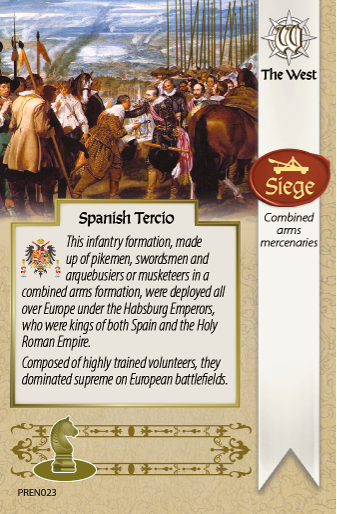 W
The West
Siege
Combined
arms
mercenaries
Spanish Tercio
This infantry formation, made
up of pikemen, swordsmen and
arquebusiers or musketeers in a
combined arms formation, were deployed all
over Europe under the Habsburg Emperors,
who were kings of both Spain and the Holy
Roman Empire.
Composed of highly trained volunteers, they
dominated supreme on European battlefields.
PREN023